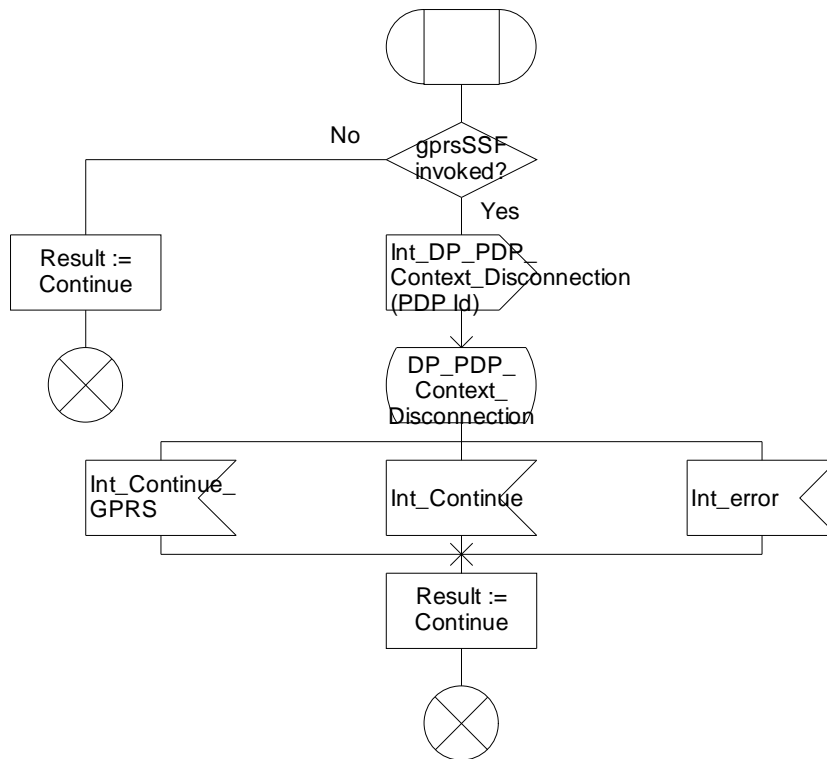 No
gprsSSF
invoked?
Yes
Result :=
Continue
Int_DP_PDP_
Context_Disconnection
(PDP Id)
DP_PDP_
Context_
Disconnection
Int_Continue_
GPRS
Int_Continue
Int_error
Result :=
Continue